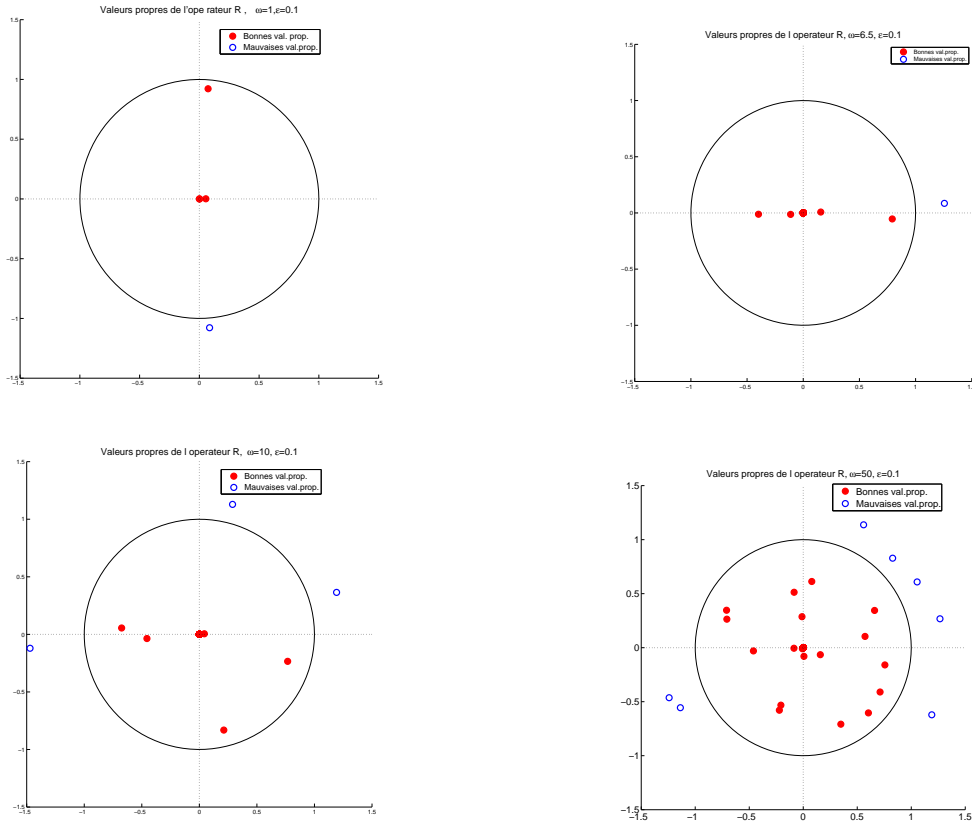 Valeurs propres de l'ope rateur R , ω=1,ε=0.1
Bonnes val. prop.
Mauvaises val.prop.
1.5
1
0.5
0
−0.5
−1
−1.5
−1.5 −1 −0.5 0 0.5 1 1.5
Valeurs propres de l operateur R, ω=6.5, ε=0.1
Bonnes val.prop.
Mauvaises val.prop.
1.5
1
0.5
0
−0.5
−1
−1.5
−1.5 −1 −0.5 0 0.5 1 1.5
Valeurs propres de l operateur R, ω=10, ε=0.1
Bonnes val.prop.
Mauvaises val.prop.
1.5
1
0.5
0
−0.5
−1
−1.5
−1.5 −1 −0.5 0 0.5 1 1.5
Valeurs propres de l operateur R, ω=50, ε=0.1
Bonnes val.prop.
Mauvaises val.prop.
1.5
1
0.5
0
−0.5
−1
−1.5
−1.5 −1 −0.5 0 0.5 1 1.5